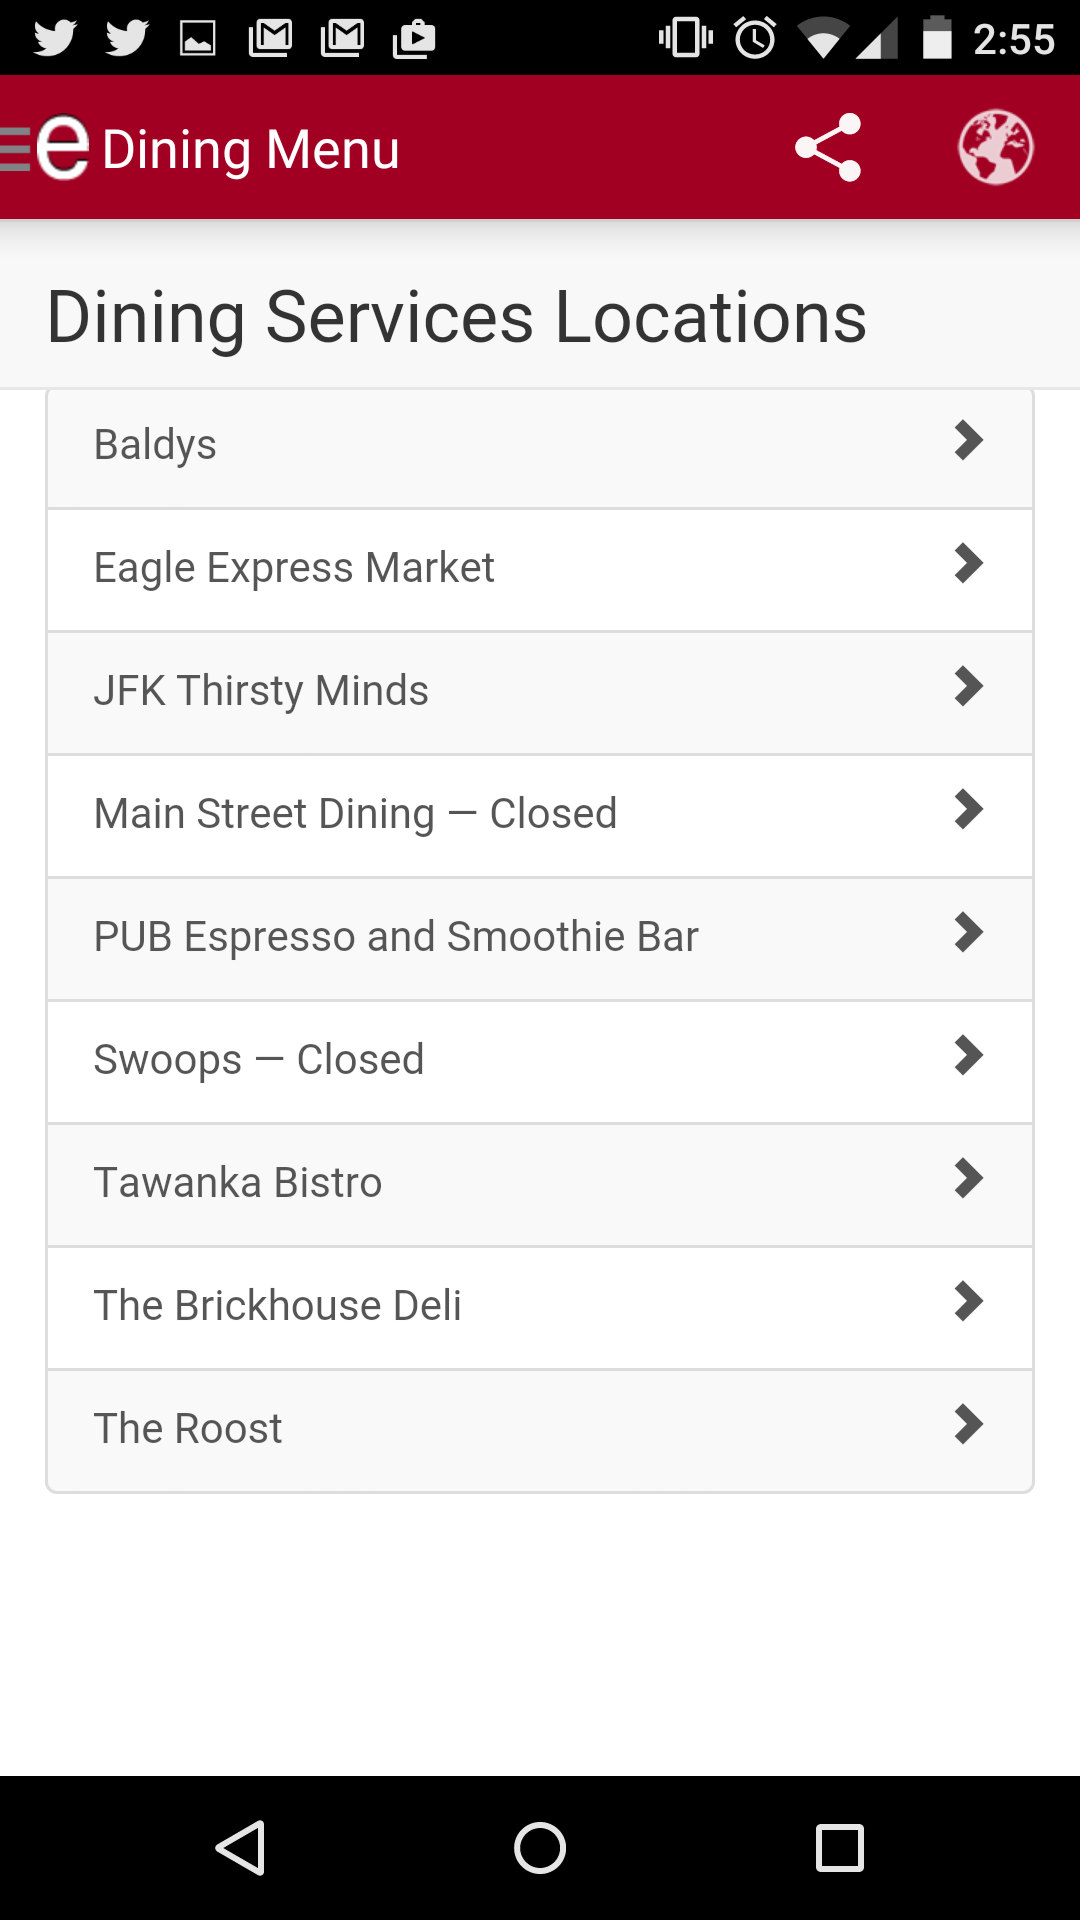 2:55
e Dining Menu
Dining Services Locations
Baldys
Eagle Express Market
JFK Thirsty Minds
Main Street Dining — Closed
PUB Espresso and Smoothie Bar
Swoops — Closed
Tawanka Bistro
The Brickhouse Deli
The Roost